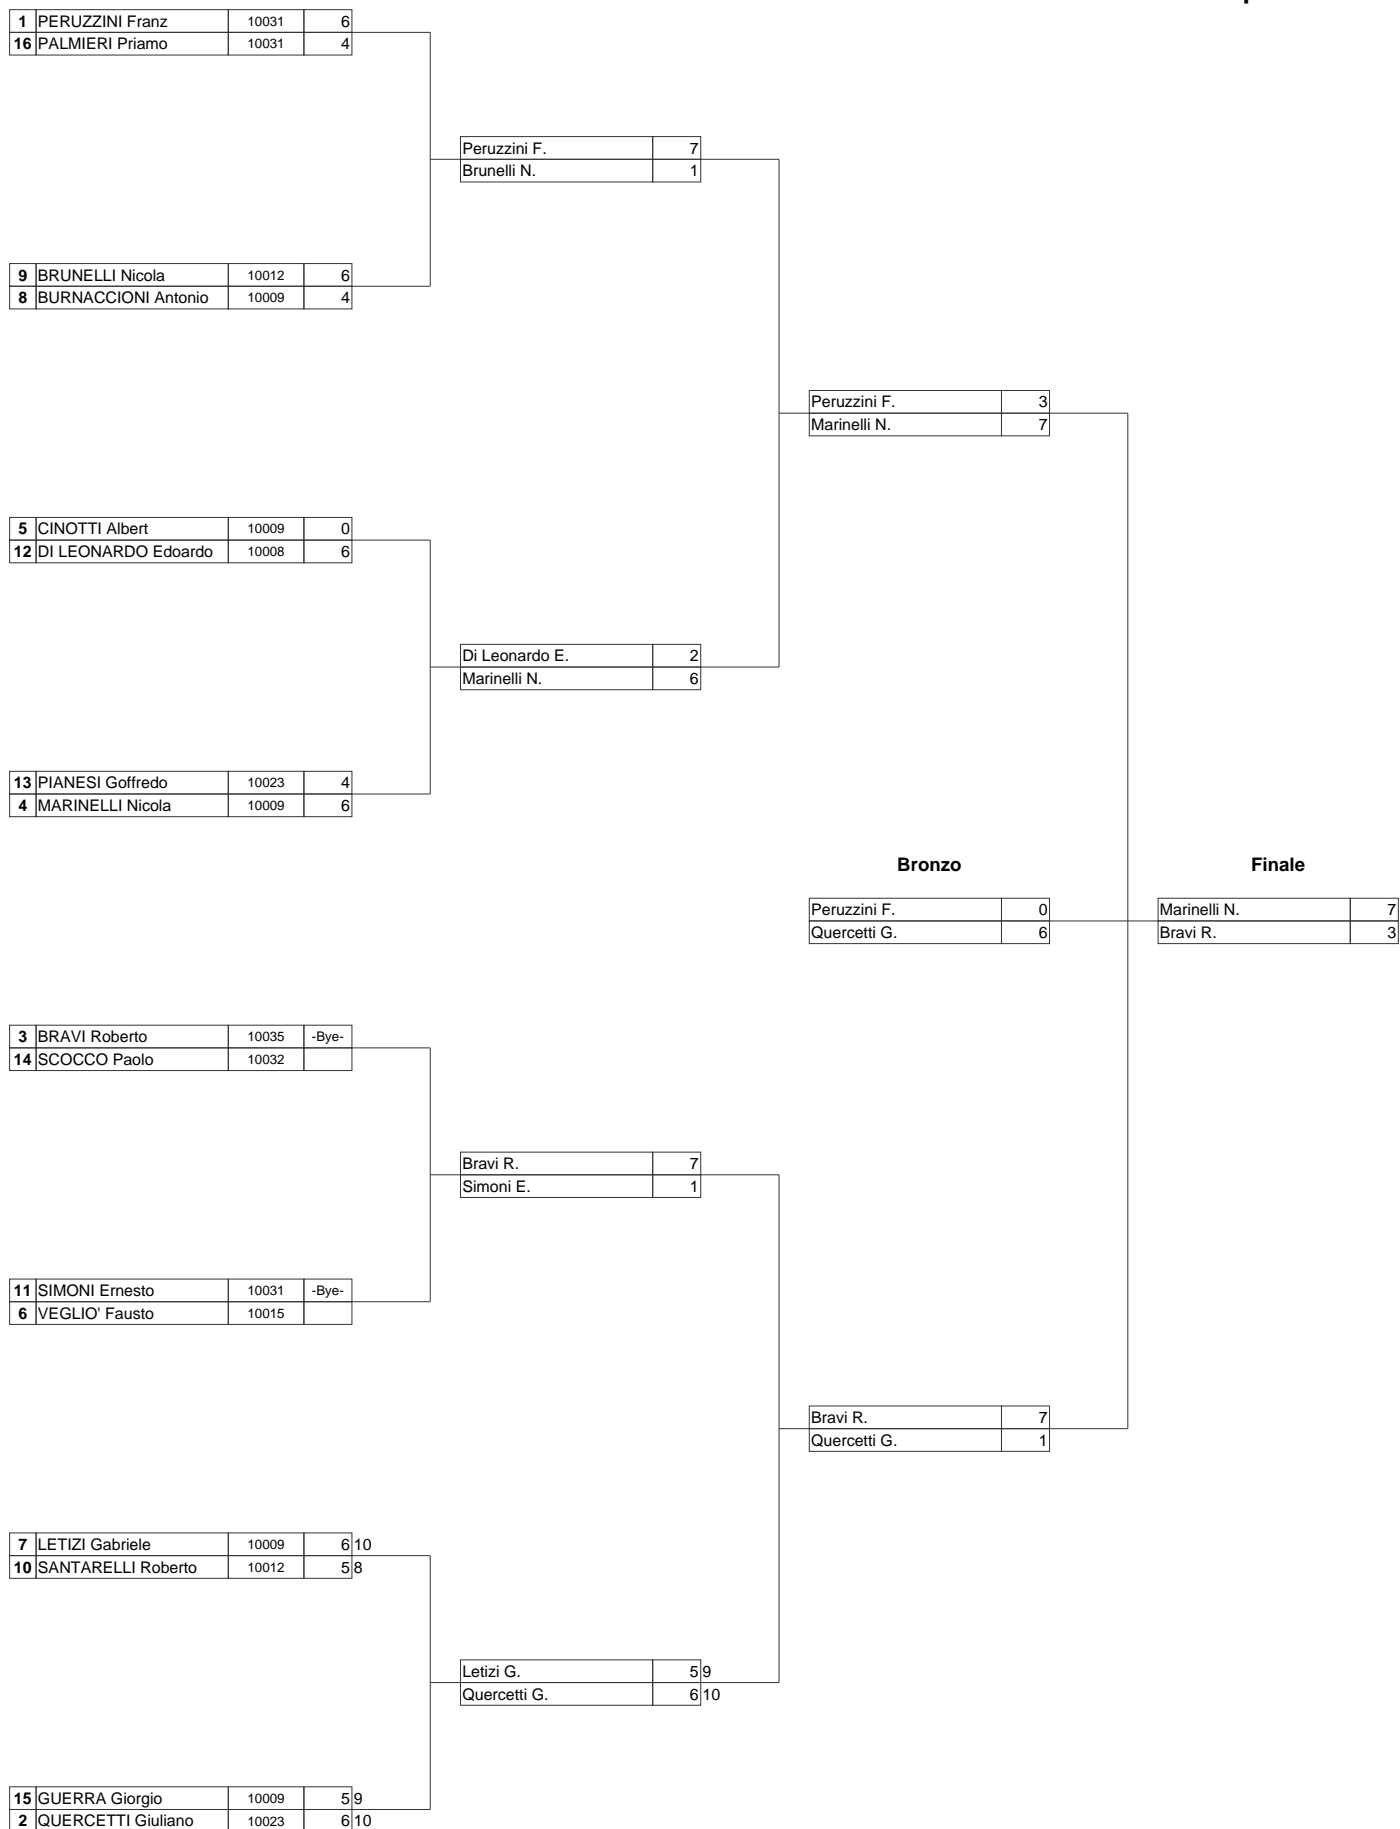 1 PERUZZINI Franz 10031 6
16 PALMIERI Priamo 10031 4
Peruzzini F. 7
Brunelli N. 1
9 BRUNELLI Nicola 10012 6
8 BURNACCIONI Antonio 10009 4
Peruzzini F. 3
Marinelli N. 7
5 CINOTTI Albert 10009 0
12 DI LEONARDO Edoardo 10008 6
Di Leonardo E. 2
Marinelli N. 6
13 PIANESI Goffredo 10023 4
4 MARINELLI Nicola 10009 6
Bronzo Finale
Peruzzini F. 0 Marinelli N. 7
Quercetti G. 6 Bravi R. 3
3 BRAVI Roberto 10035 -Bye-
14 SCOCCO Paolo 10032
Bravi R. 7
Simoni E. 1
11 SIMONI Ernesto 10031 -Bye-
6 VEGLIO' Fausto 10015
Bravi R. 7
Quercetti G. 1
7 LETIZI Gabriele 10009 6 10
10 SANTARELLI Roberto 10012 5 8
Letizi G. 5 9
Quercetti G. 6 10
15 GUERRA Giorgio 10009 5 9
2 QUERCETTI Giuliano 10023 6 10